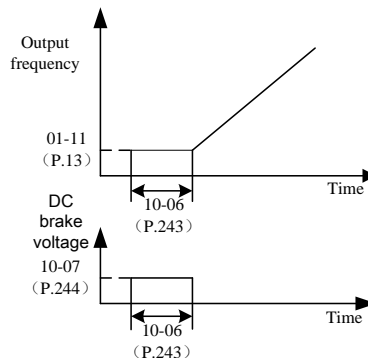 Output
frequency
01-11
（P.13）
Time
10-06
（P.243）
DC
brake
voltage
10-07
（P.244）
Time
10-06
（P.243）